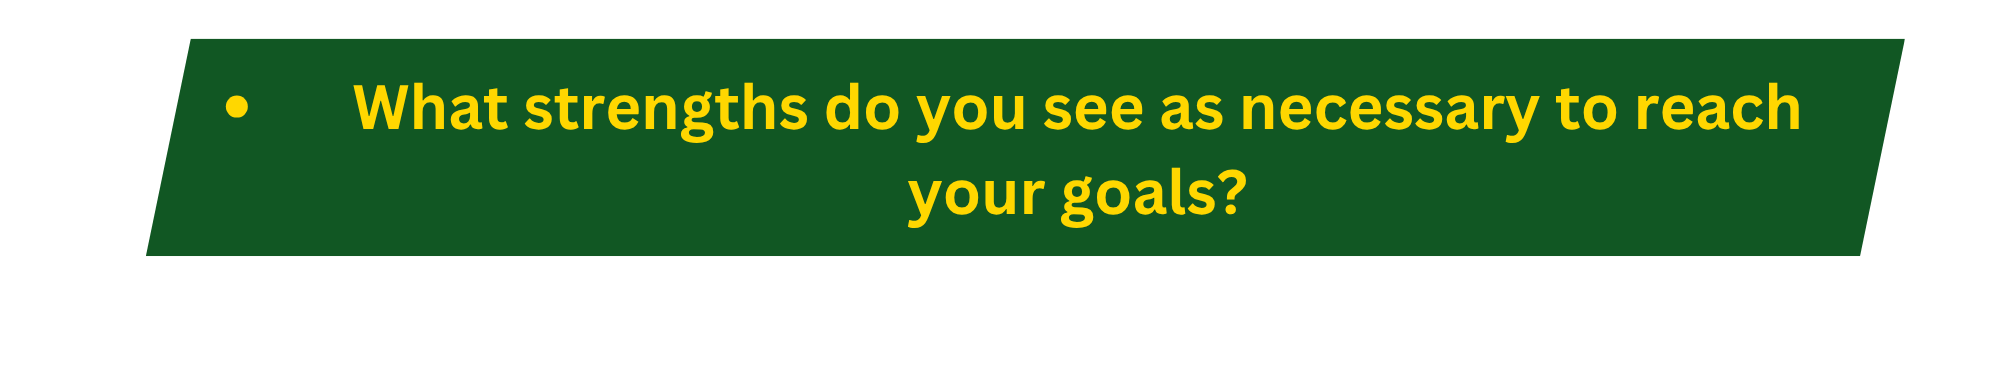 • What strengths do you see as necessary to reach
your goals?